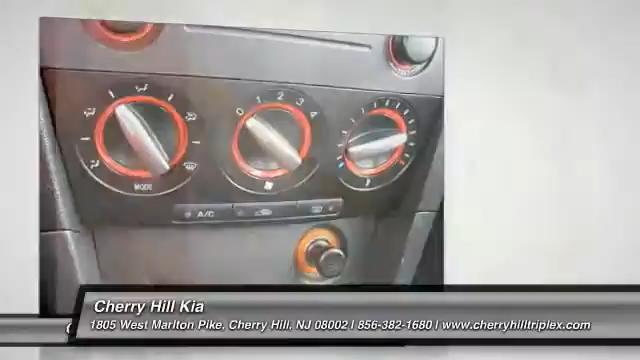 1
2
3
0
4
MODE
A/C
Cherry Hill Kia
1805 West Marlton Pike, Cherry Hill, NJ 08002 | 856-382-1680 | www.cherryhilltriplex.com